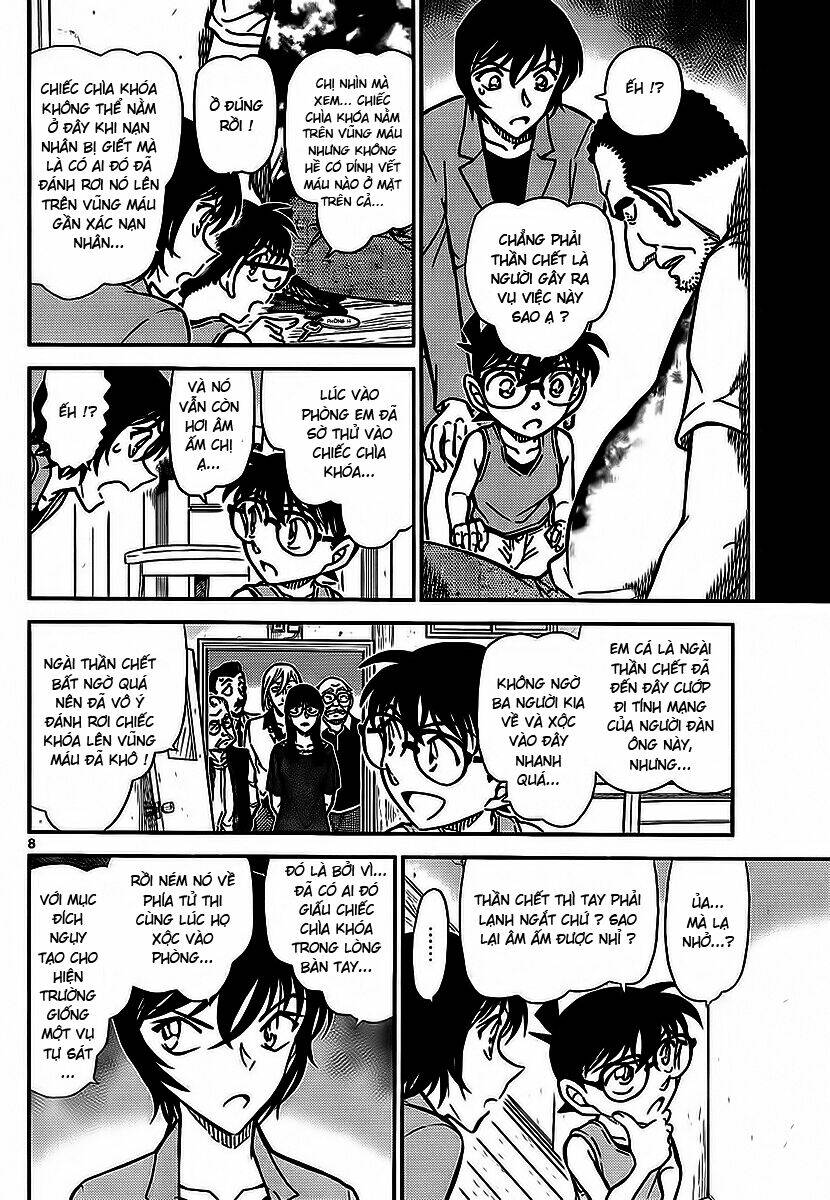 ẾH !?
CHẲNG PHẢI
THẦN CHẾT LÀ
NGƯỜI GÂY RA
VỤ VIỆC NÀY
SAO Ạ ?
CHỊ NHÌN MÀ
XEM... CHIẾC
CHÌA KHÓA NẰM
TRÊN VŨNG MÁU
NHƯNG KHÔNG
HỀ CÓ DÍNH VẾT
MÁU NÀO Ở MẶT
TRÊN CẢ...
Ồ ĐÚNG
RỒI !
CHIẾC CHÌA KHÓA
KHÔNG THỂ NẰM
Ở ĐÂY KHI NẠN
NHÂN BỊ GIẾT MÀ
LÀ CÓ AI ĐÓ ĐÃ
ĐÁNH RƠI NÓ LÊN
TRÊN VŨNG MÁU
GẦN XÁC NẠN
NHÂN...
PHÒNG H
LÚC VÀO
PHÒNG EM ĐÃ
SỜ THỬ VÀO
CHIẾC CHÌA
KHÓA...
VÀ NÓ
VẪN CÒN
HƠI ÂM
ẤM CHỊ
Ạ...
ẾH !?
EM CÁ LÀ NGÀI
THẦN CHẾT ĐÃ
ĐẾN ĐÂY CƯỚP
ĐI TÍNH MẠNG
CỦA NGƯỜI ĐÀN
ÔNG NÀY,
NHƯNG...
KHÔNG NGỜ
BA NGƯỜI KIA
VỀ VÀ XỘC
VÀO ĐÂY
NHANH
QUÁ...
NGÀI THẦN CHẾT
BẤT NGỜ QUÁ
NÊN ĐÃ VÔ Ý
ĐÁNH RƠI CHIẾC
KHÓA LÊN VŨNG
MÁU ĐÃ KHÔ !
8
ỦA...
MÀ LẠ
NHỞ...?
THẦN CHẾT THÌ TAY PHẢI
LẠNH NGẮT CHỨ ? SAO
LẠI ÂM ẤM ĐƯỢC NHỈ ?
......
ĐÓ LÀ BỞI VÌ...
ĐÃ CÓ AI ĐÓ
GIẤU CHIẾC
CHÌA KHÓA
TRONG LÒNG
BÀN TAY...
RỒI NÉM NÓ VỀ
PHÍA TỬ THI
CÙNG LÚC HỌ
XỘC VÀO
PHÒNG...
VỚI MỤC
ĐÍCH
NGỤY
TẠO CHO
HIỆN
TRƯỜNG
GIỐNG
MỘT VỤ
TỰ SÁT
...